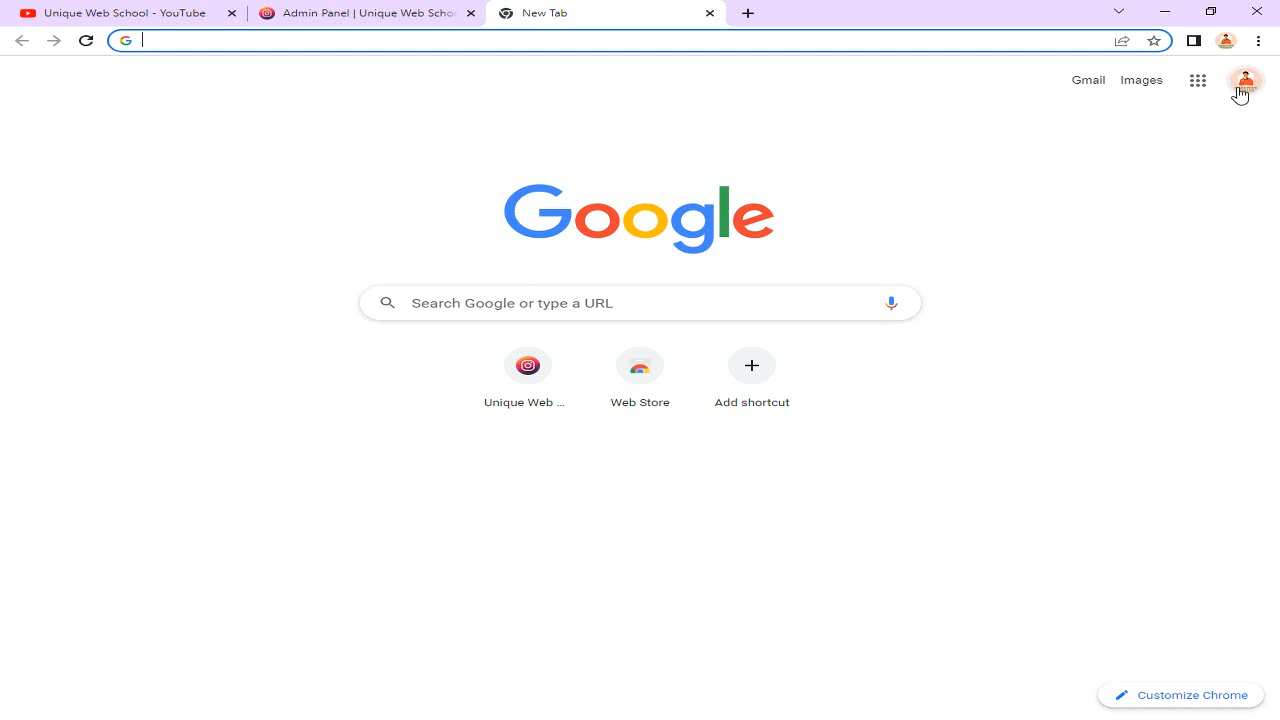 Unique Web School - YouTube
Admin Panel | Unique Web Schoo
New Tab
Gmail
Images
Google
Search Google or type a URL
Unique Web ...
Web Store
Add shortcut
Customize Chrome